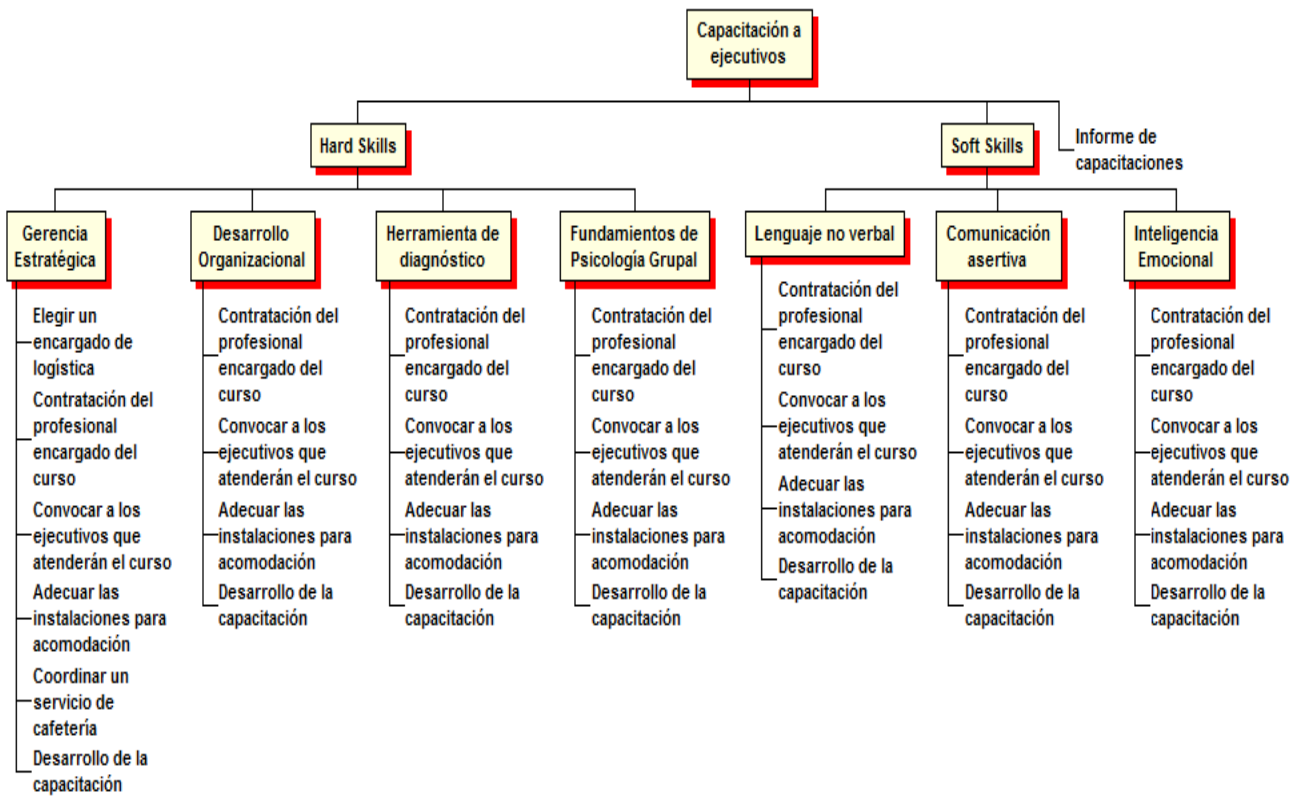 Capacitación a
ejecutivos
Hard Skills
Soft Skills
Informe de
capacitaciones
Gerencia
Estratégica
Elegir un
encargado de
logística
Contratación del
profesional
encargado del
curso
Convocar a los
ejecutivos que
atenderán el curso
Adecuar las
instalaciones para
acomodación
Coordinar un
servicio de
cafetería
Desarrollo de la
capacitación
Desarrollo
Organizacional
Contratación del
profesional
encargado del
curso
Convocar a los
ejecutivos que
atenderán el curso
Adecuar las
instalaciones para
acomodación
Desarrollo de la
capacitación
Herramienta de
diagnóstico
Contratación del
profesional
encargado del
curso
Convocar a los
ejecutivos que
atenderán el curso
Adecuar las
instalaciones para
acomodación
Desarrollo de la
capacitación
Fundamientos de
Psicología Grupal
Contratación del
profesional
encargado del
curso
Convocar a los
ejecutivos que
atenderán el curso
Adecuar las
instalaciones para
acomodación
Desarrollo de la
capacitación
Lenguaje no verbal
Contratación del
profesional
encargado del
curso
Convocar a los
ejecutivos que
atenderán el curso
Adecuar las
instalaciones para
acomodación
Desarrollo de la
capacitación
Comunicación
asertiva
Contratación del
profesional
encargado del
curso
Convocar a los
ejecutivos que
atenderán el curso
Adecuar las
instalaciones para
acomodación
Desarrollo de la
capacitación
Inteligencia
Emocional
Contratación del
profesional
encargado del
curso
Convocar a los
ejecutivos que
atenderán el curso
Adecuar las
instalaciones para
acomodación
Desarrollo de la
capacitación